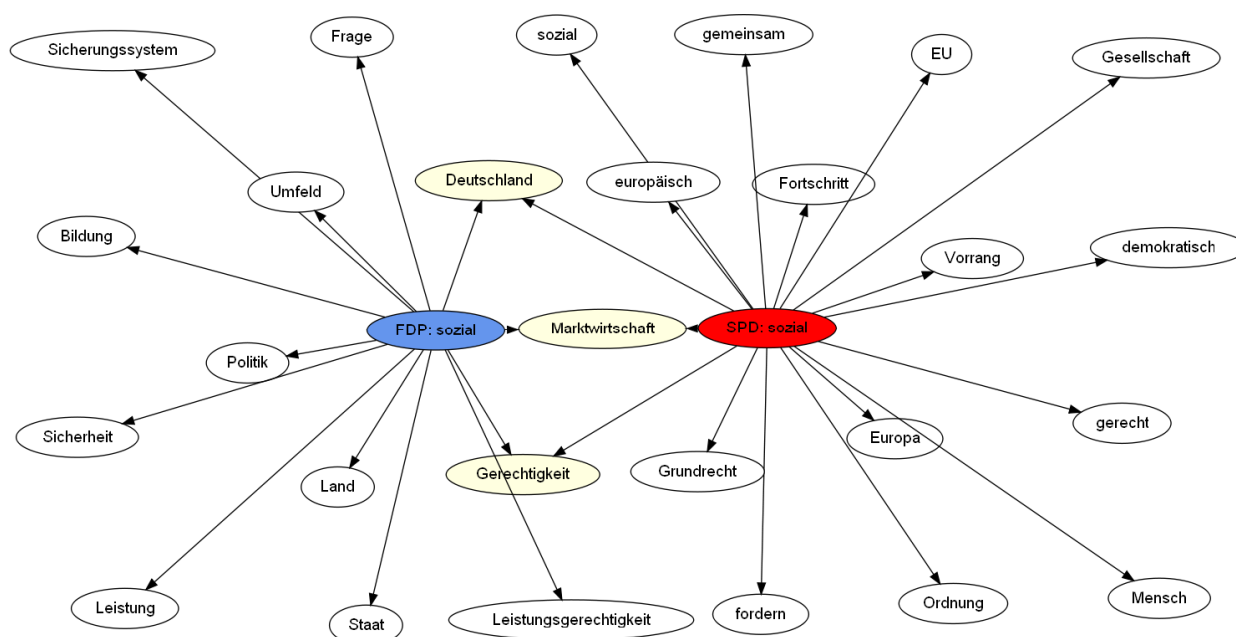 Sicherungssystem
Frage
sozial
gemeinsam
EU
Gesellschaft
Umfeld
Deutschland
europäisch
Fortschritt
Bildung
Vorrang
demokratisch
FDP: sozial
Marktwirtschaft
SPD: sozial
Politik
Sicherheit
Land
Gerechtigkeit
Grundrecht
Europa
gerecht
Leistung
Staat
Leistungsgerechtigkeit
fordern
Ordnung
Mensch